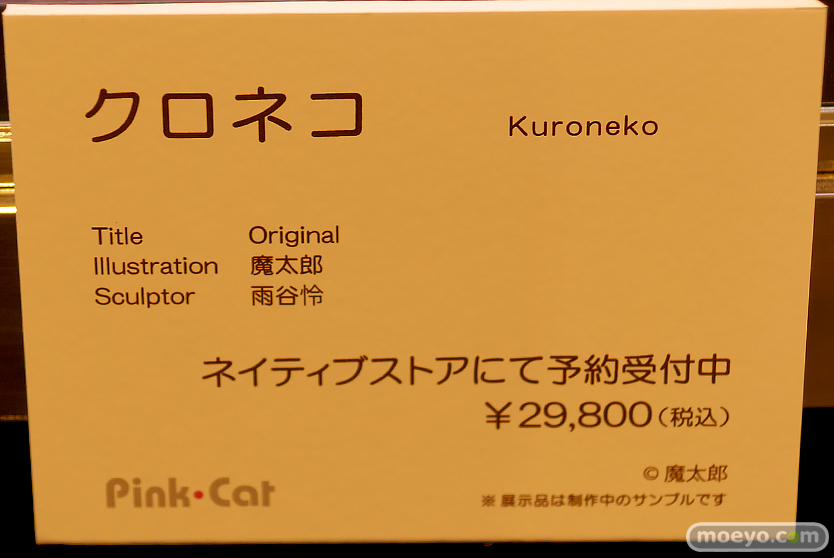 クロネコ Kuroneko
Title Original
Illustration 魔太郎
Sculptor 雨谷怜
ネイティブストアにて予約受付中
¥29,800(税込)
© 魔太郎
Pink・Cat
※展示品は制作中のサンプルです
moeyo.com